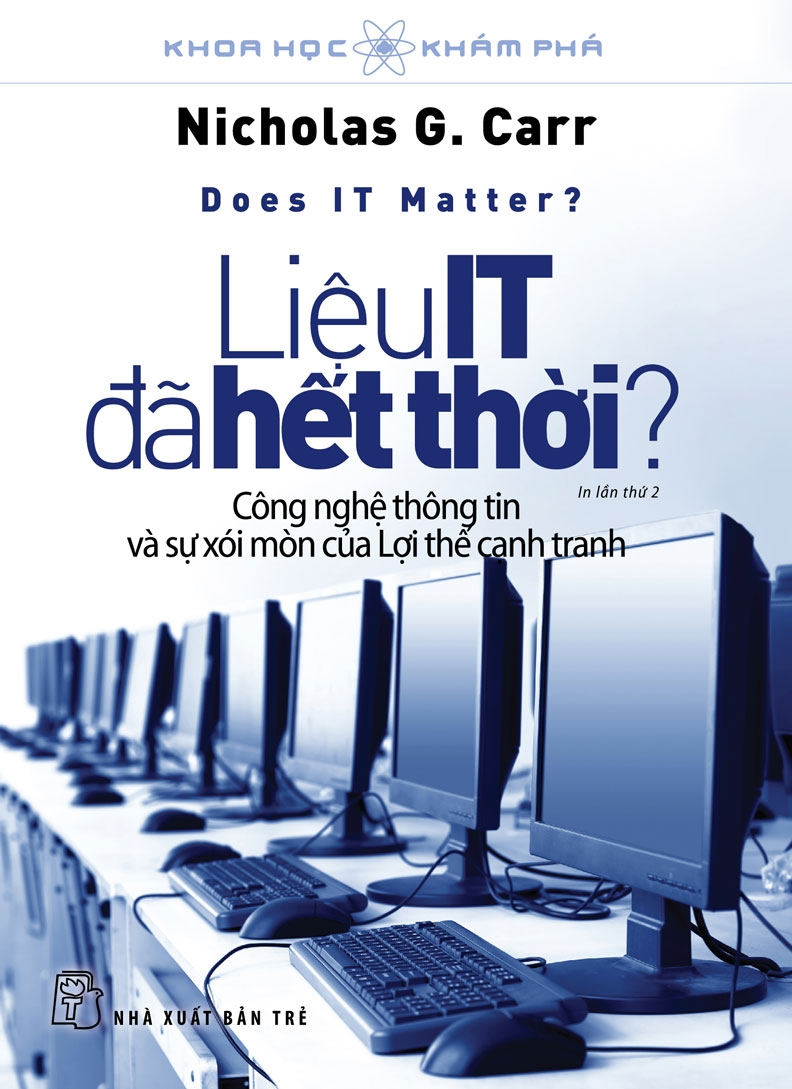 KHOA HỌC KHÁM PHÁ
Nicholas G. Carr
Does IT Matter?
Liệu IT
đã hết thời?
In lần thứ 2
Công nghệ thông tin
và sự xói mòn của Lợi thế cạnh tranh
T
NHÀ XUẤT BẢN TRẺ